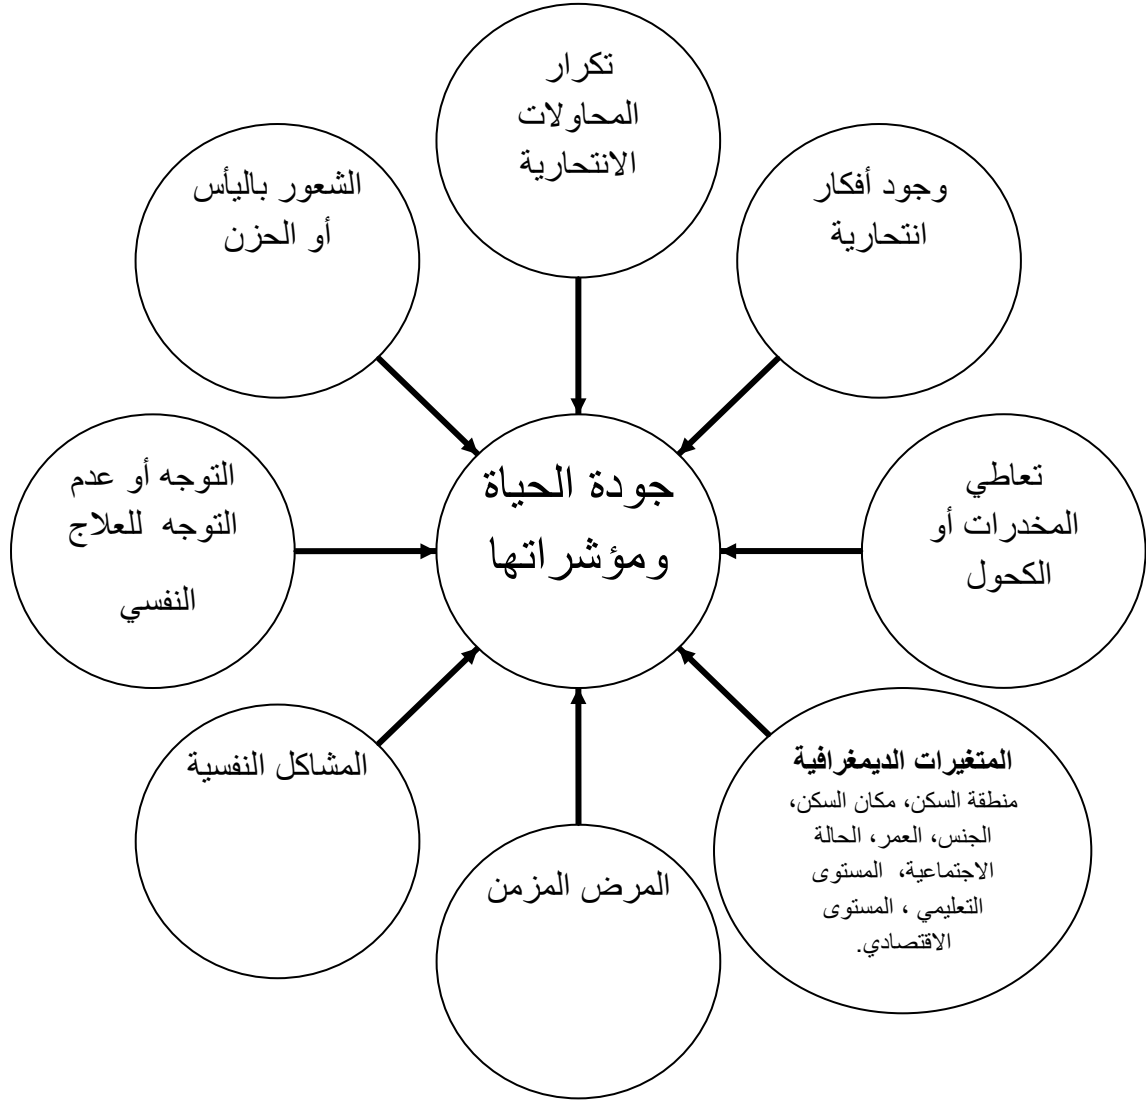 تكرار
المحاولات
الانتحارية
وجود أفكار
انتحارية
الشعور باليأس
أو الحزن
تعاطي
المخدرات أو
الكحول
جودة الحياة
ومؤشراتها
التوجه أو عدم
التوجه للعلاج
النفسي
المتغيرات الديمغرافية
منطقة السكن، مكان السكن،
الجنس، العمر، الحالة
الاجتماعية، المستوى
التعليمي ، المستوى
الاقتصادي.
المشاكل النفسية
المرض المزمن